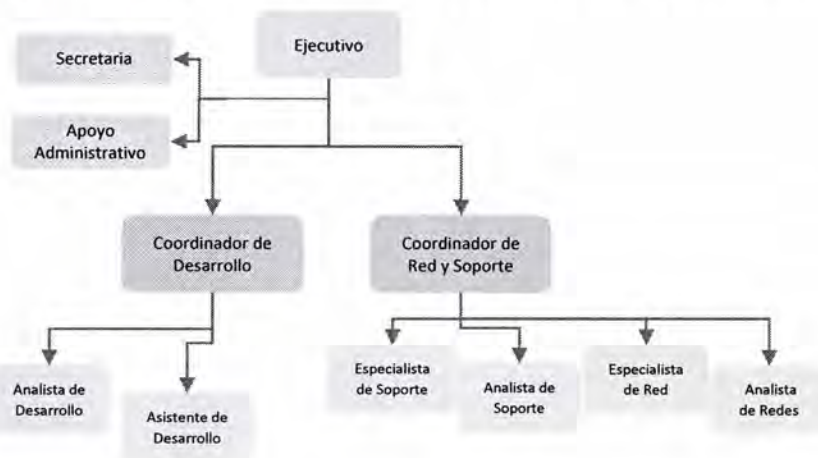 Ejecutivo
Secretaria
Apoyo
Administrativo
Coordinador de
Desarrollo
Coordinador de
Red y Soporte
Analista de
Desarrollo
Asistente de
Desarrollo
Especialista
de Soporte
Analista de
Soporte
Especialista
de Red
Analista
de Redes